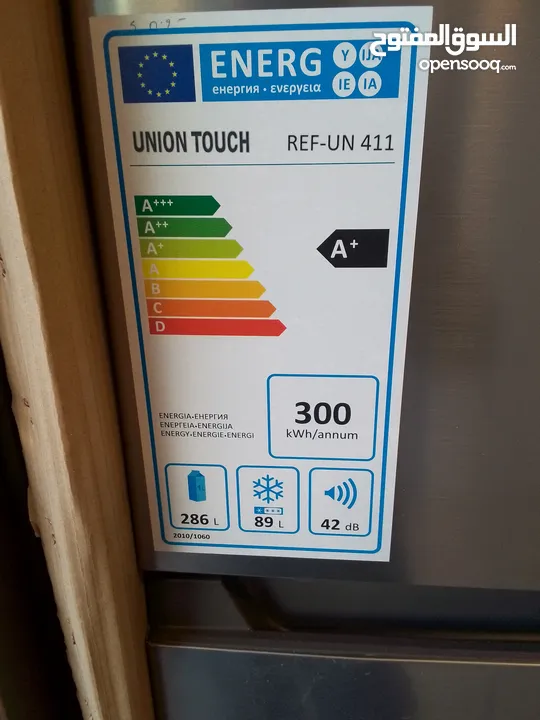 السوق المفتوح
opensooq.com
ENERG
Y IJA
IE IA
енергия · ενεργεια
UNION TOUCH REF-UN 411
A+++
A++
A+
A
B
C
D
A+
300
kWh/annum
ENERGIA·ЕНЕРГИЯ
ΕΝΕΡΓΕΙΑ·ENERGIJA
ENERGY·ENERGIE·ENERGI
286 L
89 L
42 dB
2010/1060